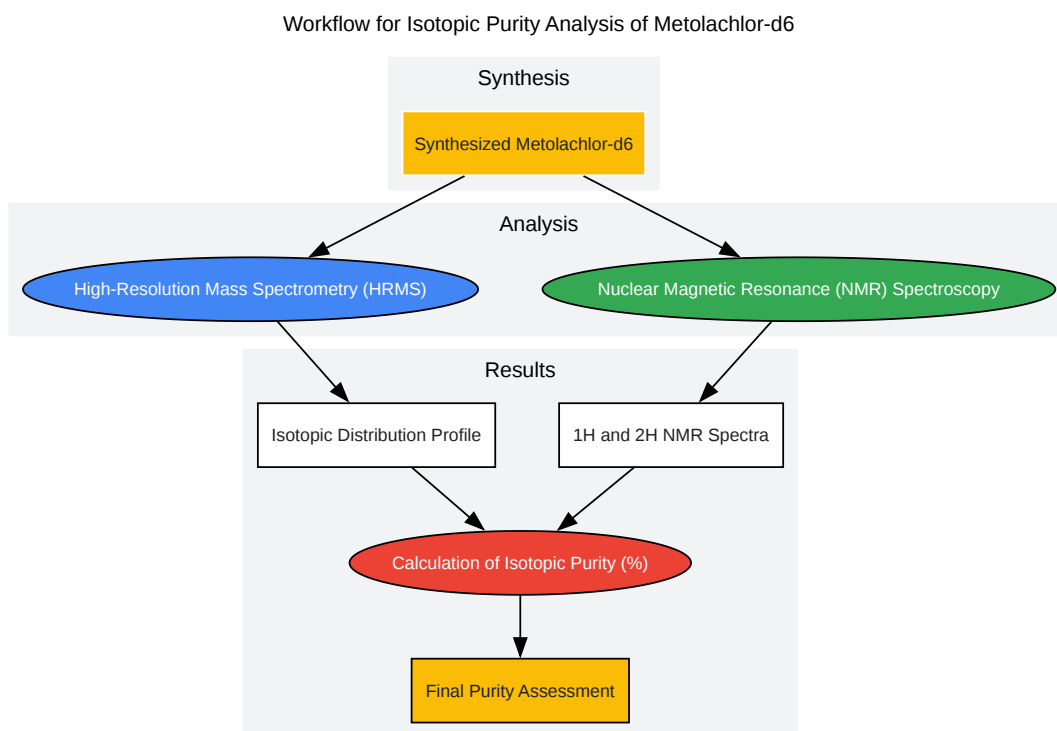 Workflow for Isotopic Purity Analysis of Metolachlor-d6
Synthesis
Synthesized Metolachlor-d6
Analysis
High-Resolution Mass Spectrometry (HRMS)
Nuclear Magnetic Resonance (NMR) Spectroscopy
Results
Isotopic Distribution Profile
1H and 2H NMR Spectra
Calculation of Isotopic Purity (%)
Final Purity Assessment